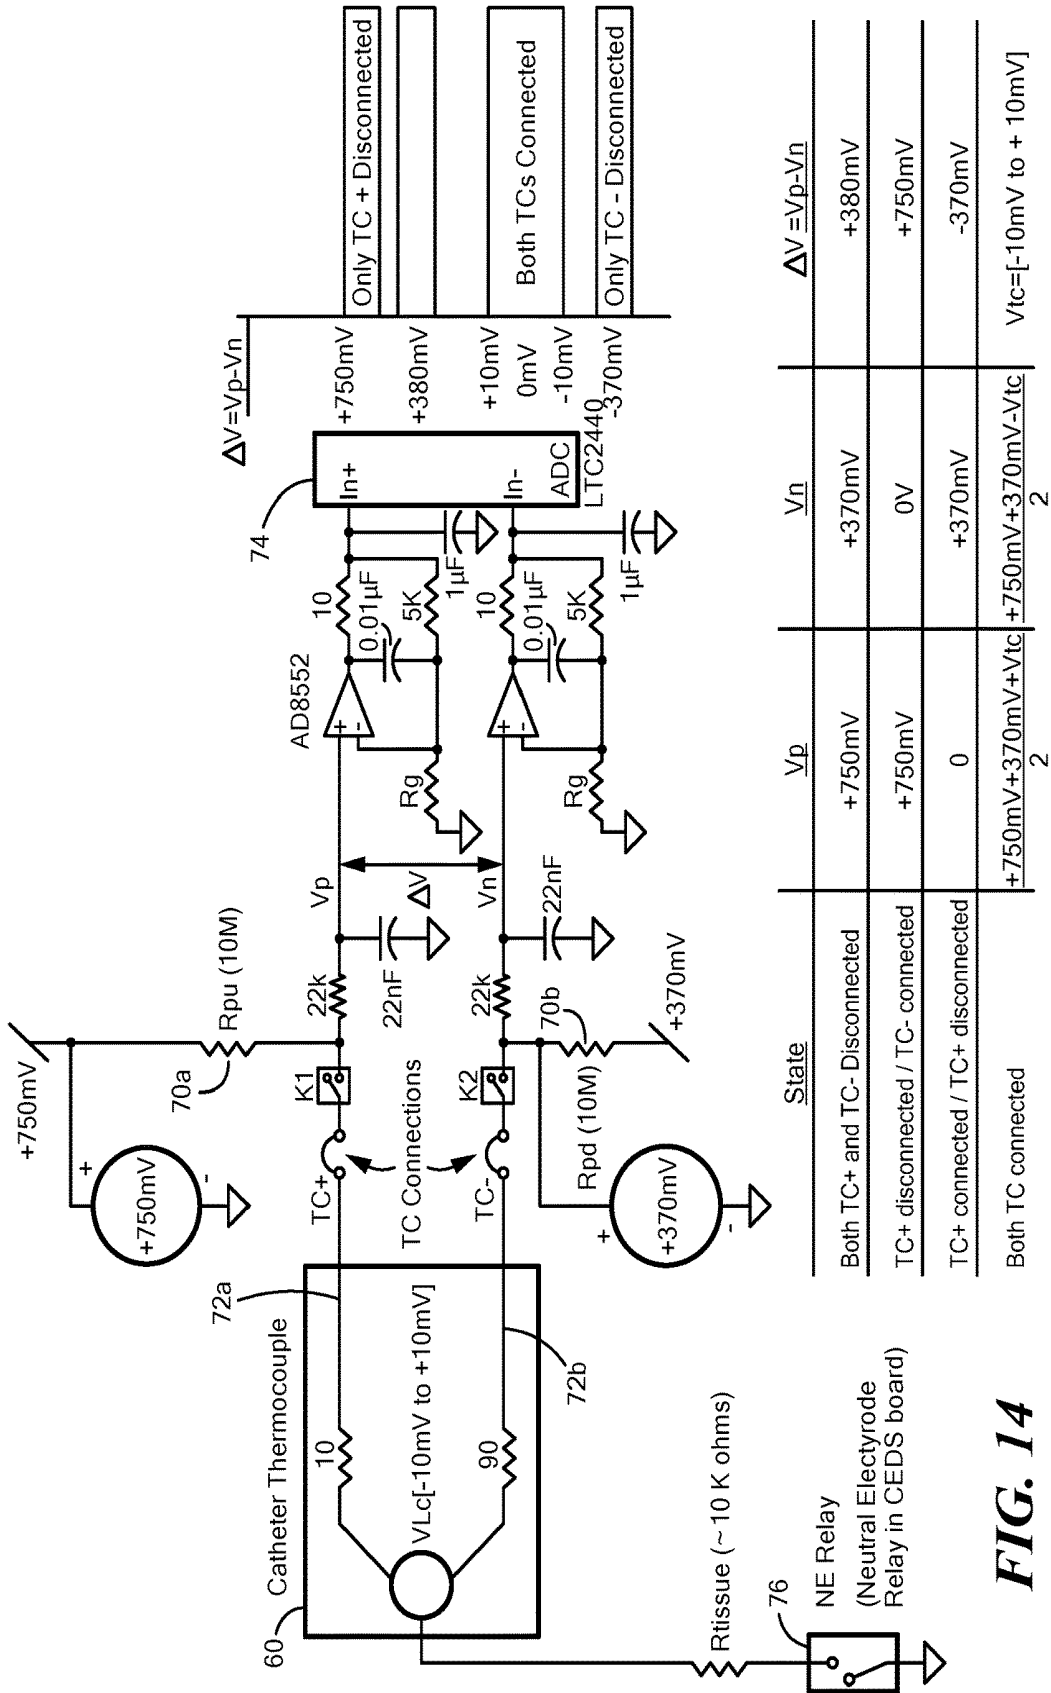 Catheter Thermocouple
60
72a
10
VLc[-10mV to +10mV]
90
72b
+750mV
+750mV
+
-
70a
Rpu (10M)
TC+
K1
TC Connections
TC-
K2
22k
22nF
22k
22nF
70b
Rpd (10M)
+370mV
+370mV
+
-
Vp
ΔV
Vn
AD8552
+
-
10
0.01µF
5K
Rg
1µF
+
-
10
0.01µF
5K
Rg
1µF
74
In+
In-
ADC
LTC2440
ΔV=Vp-Vn
+750mV
Only TC + Disconnected
+380mV
+10mV
0mV
Both TCs Connected
-10mV
-370mV
Only TC - Disconnected
Rtissue (~ 10 K ohms)
76
NE Relay
(Neutral Electyrode
Relay in CEDS board)
State Vp Vn ΔV =Vp-Vn
Both TC+ and TC- Disconnected +750mV +370mV +380mV
TC+ disconnected / TC- connected +750mV 0V +750mV
TC+ connected / TC+ disconnected 0 +370mV -370mV
Both TC connected +750mV+370mV+Vtc +750mV+370mV-Vtc Vtc=[-10mV to + 10mV]
2 2
FIG. 14